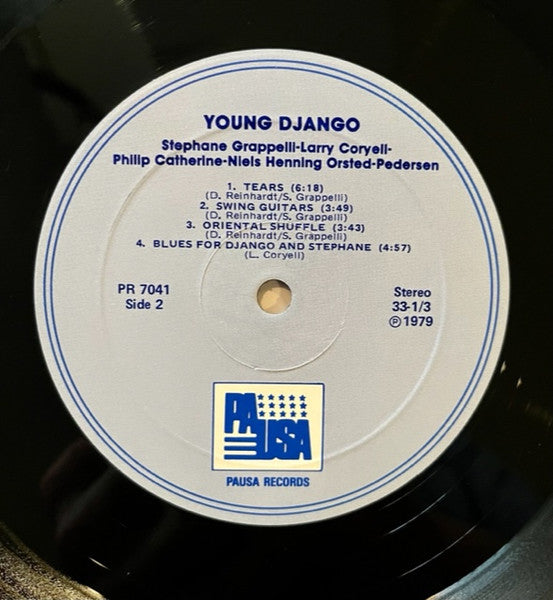 YOUNG DJANGO
Stephane Grappelli-Larry Coryell-
Philip Catherine-Niels Henning Orsted-Pedersen
1. TEARS (6:18)
(D. Reinhardt/S. Grappelli)
2. SWING GUITARS (3:49)
(D. Reinhardt/S. Grappelli)
3. ORIENTAL SHUFFLE (3:43)
(D. Reinhardt/S. Grappelli)
4. BLUES FOR DJANGO AND STEPHANE (4:57)
(L. Coryell)
PR 7041
Side 2
Stereo
33-1/3
℗ 1979
PAUSA
PAUSA RECORDS